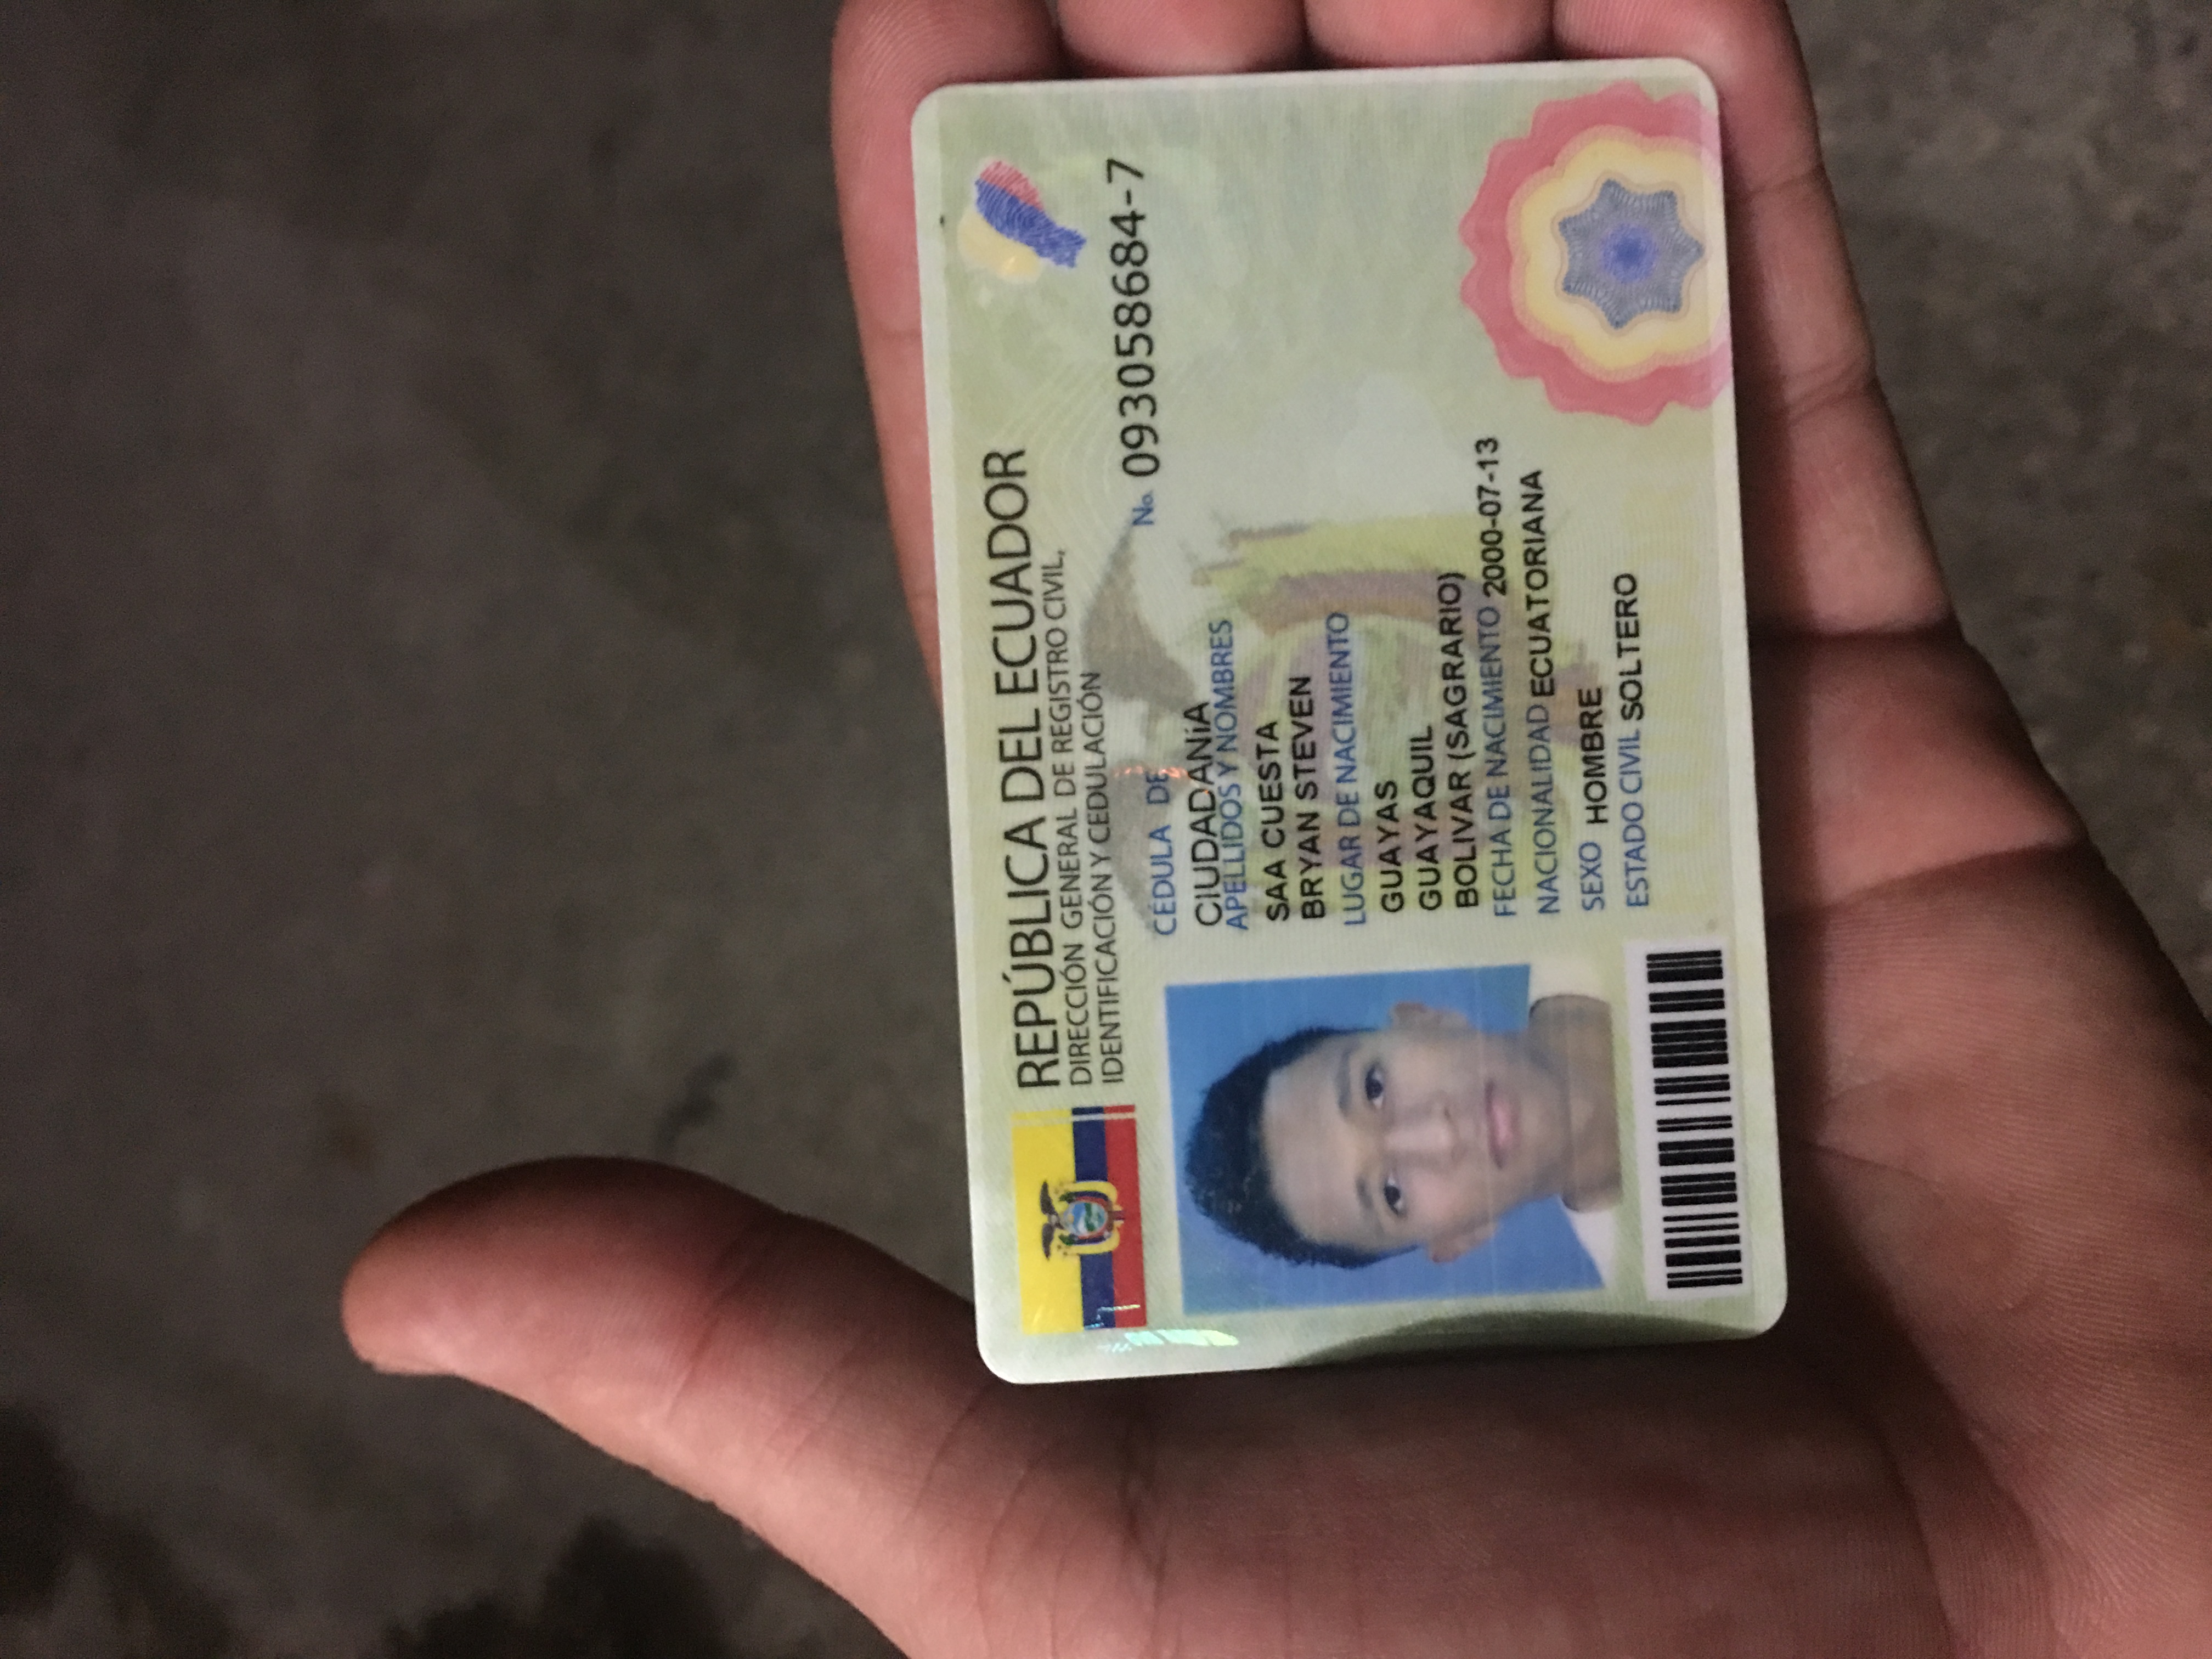 REPÚBLICA DEL ECUADOR
DIRECCIÓN GENERAL DE REGISTRO CIVIL,
IDENTIFICACIÓN Y CEDULACIÓN
CÉDULA DE No. 093058684-7
CIUDADANíA
APELLIDOS Y NOMBRES
SAA CUESTA
BRYAN STEVEN
LUGAR DE NACIMIENTO
GUAYAS
GUAYAQUIL
BOLIVAR (SAGRARIO)
FECHA DE NACIMIENTO 2000-07-13
NACIONALIDAD ECUATORIANA
SEXO HOMBRE
ESTADO CIVIL SOLTERO